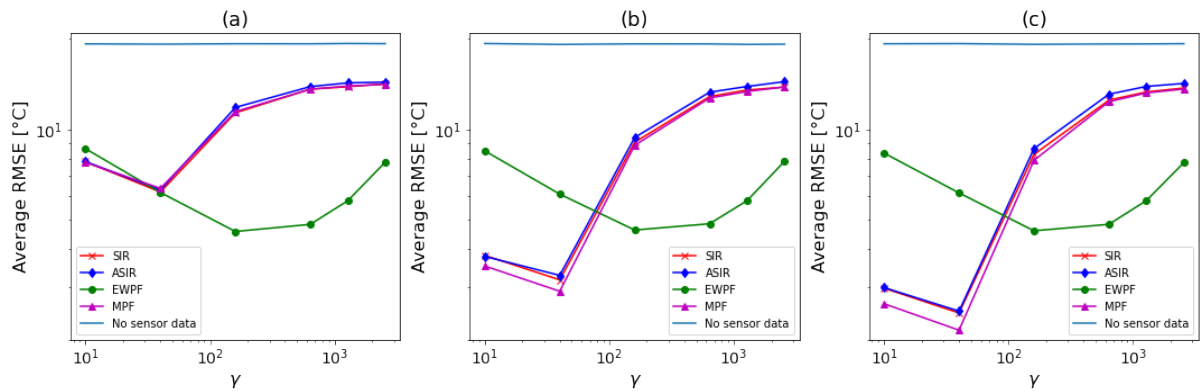 (a)
Average RMSE [°C]
10¹
SIR
ASIR
EWPF
MPF
No sensor data
10¹ 10² 10³
γ
(b)
Average RMSE [°C]
10¹
SIR
ASIR
EWPF
MPF
No sensor data
10¹ 10² 10³
γ
(c)
Average RMSE [°C]
10¹
SIR
ASIR
EWPF
MPF
No sensor data
10¹ 10² 10³
γ